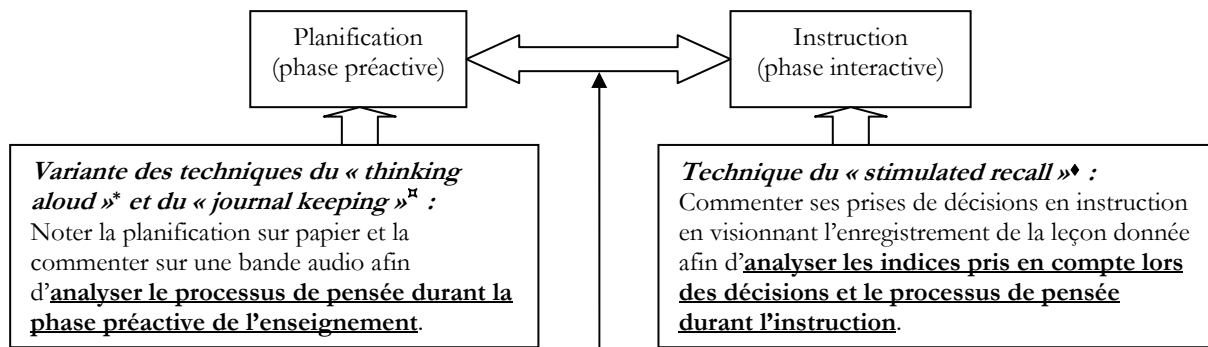 Planification
(phase préactive)
Instruction
(phase interactive)
Variante des techniques du « thinking
aloud »* et du « journal keeping »¤ :
Noter la planification sur papier et la
commenter sur une bande audio afin
d’analyser le processus de pensée durant la
phase préactive de l’enseignement.
Technique du « stimulated recall »♦ :
Commenter ses prises de décisions en instruction
en visionnant l’enregistrement de la leçon donnée
afin d’analyser les indices pris en compte lors
des décisions et le processus de pensée
durant l’instruction.